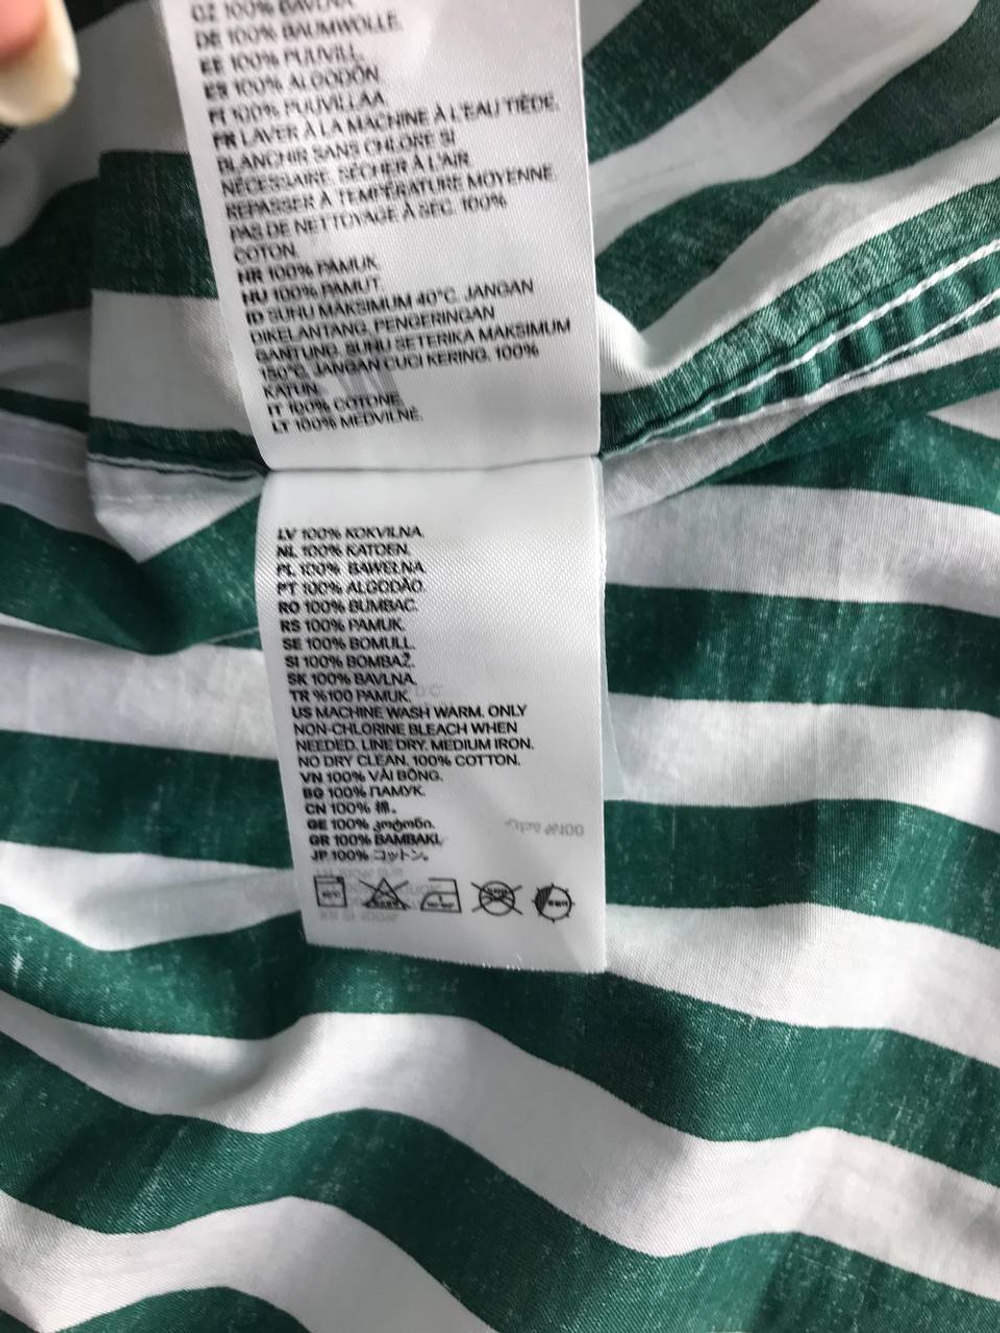 CZ 100% BAVLNA
DE 100% BAUMWOLLE
EE 100% PUUVILL.
ES 100% ALGODÓN
FI 100% PUUVILLAA
FR LAVER À LA MACHINE À L'EAU TIÈDE.
BLANCHIR SANS CHLORE SI
NÉCESSAIRE. SÉCHER À L'AIR.
REPASSER À TEMPÉRATURE MOYENNE.
PAS DE NETTOYAGE À SEC. 100%
COTON.
HR 100% PAMUK
HU 100% PAMUT.
ID SUHU MAKSIMUM 40°C. JANGAN
DIKELANTANG. PENGERINGAN
GANTUNG. SUHU SETERIKA MAKSIMUM
150°C. JANGAN CUCI KERING. 100%
KATUN.
IT 100% COTONE
LT 100% MEDVILNĖ.
LV 100% KOKVILNA.
NL 100% KATOEN.
PL 100% BAWEŁNA
PT 100% ALGODÃO.
RO 100% BUMBAC.
RS 100% PAMUK.
SE 100% BOMULL.
SI 100% BOMBAŽ.
SK 100% BAVLNA.
TR %100 PAMUK.
US MACHINE WASH WARM. ONLY
NON-CHLORINE BLEACH WHEN
NEEDED. LINE DRY. MEDIUM IRON.
NO DRY CLEAN. 100% COTTON.
VN 100% VẢI BÔNG.
BG 100% ПАМУК.
CN 100% 棉。
GE 100% კოტონი.
GR 100% ΒΑΜΒΑΚΙ.
JP 100% コットン。